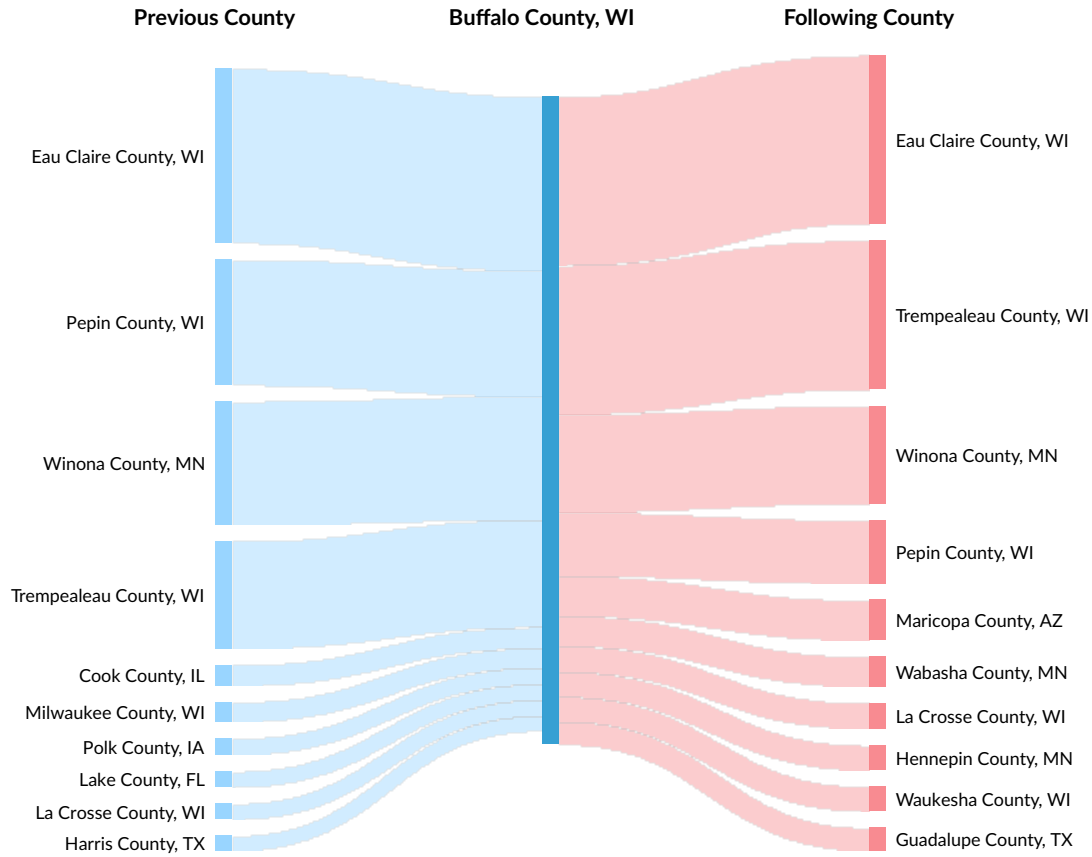 Previous County
Buffalo County, WI
Following County
Eau Claire County, WI
Pepin County, WI
Winona County, MN
Trempealeau County, WI
Cook County, IL
Milwaukee County, WI
Polk County, IA
Lake County, FL
La Crosse County, WI
Harris County, TX
Eau Claire County, WI
Trempealeau County, WI
Winona County, MN
Pepin County, WI
Maricopa County, AZ
Wabasha County, MN
La Crosse County, WI
Hennepin County, MN
Waukesha County, WI
Guadalupe County, TX